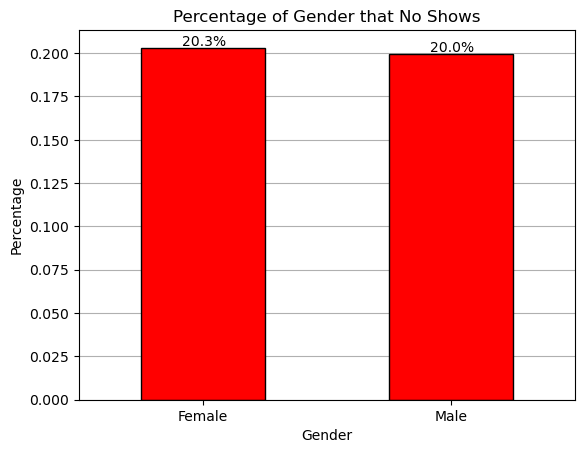 Percentage of Gender that No Shows
20.3%
20.0%
0.200
0.175
0.150
0.125
0.100
0.075
0.050
0.025
0.000
Percentage
Female
Male
Gender